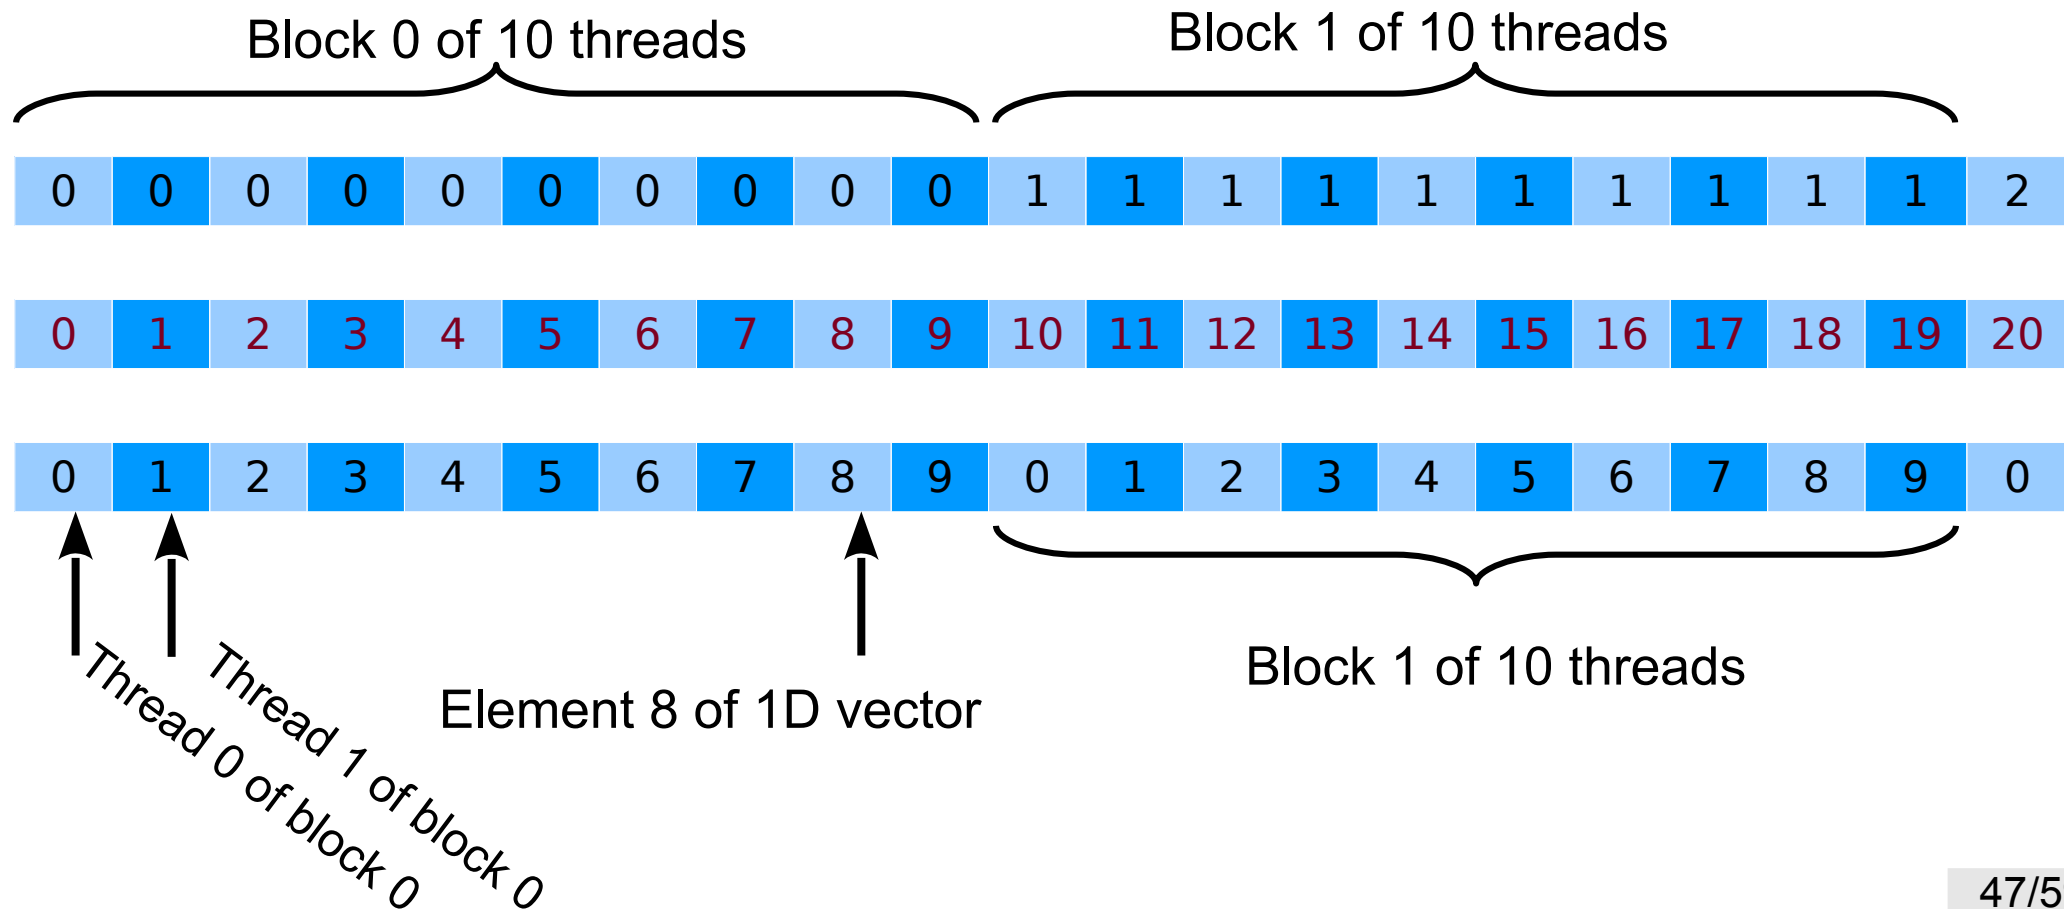 Block 0 of 10 threads
Block 1 of 10 threads
0 0 0 0 0 0 0 0 0 0 1 1 1 1 1 1 1 1 1 1 2
0 1 2 3 4 5 6 7 8 9 10 11 12 13 14 15 16 17 18 19 20
0 1 2 3 4 5 6 7 8 9 0 1 2 3 4 5 6 7 8 9 0
Thread 0 of block 0
Thread 1 of block 0
Element 8 of 1D vector
Block 1 of 10 threads
47/5